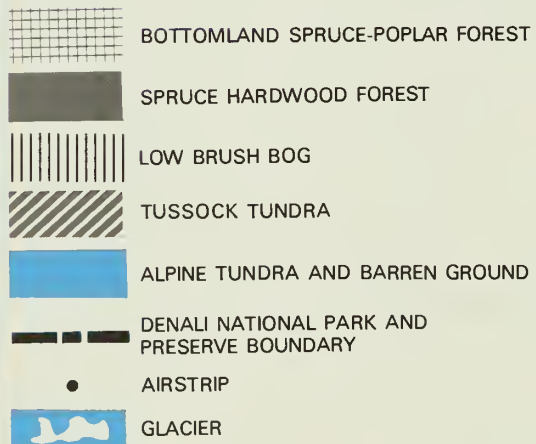 BOTTOMLAND SPRUCE-POPLAR FOREST
SPRUCE HARDWOOD FOREST
LOW BRUSH BOG
TUSSOCK TUNDRA
ALPINE TUNDRA AND BARREN GROUND
DENALI NATIONAL PARK AND
PRESERVE BOUNDARY
AIRSTRIP
GLACIER